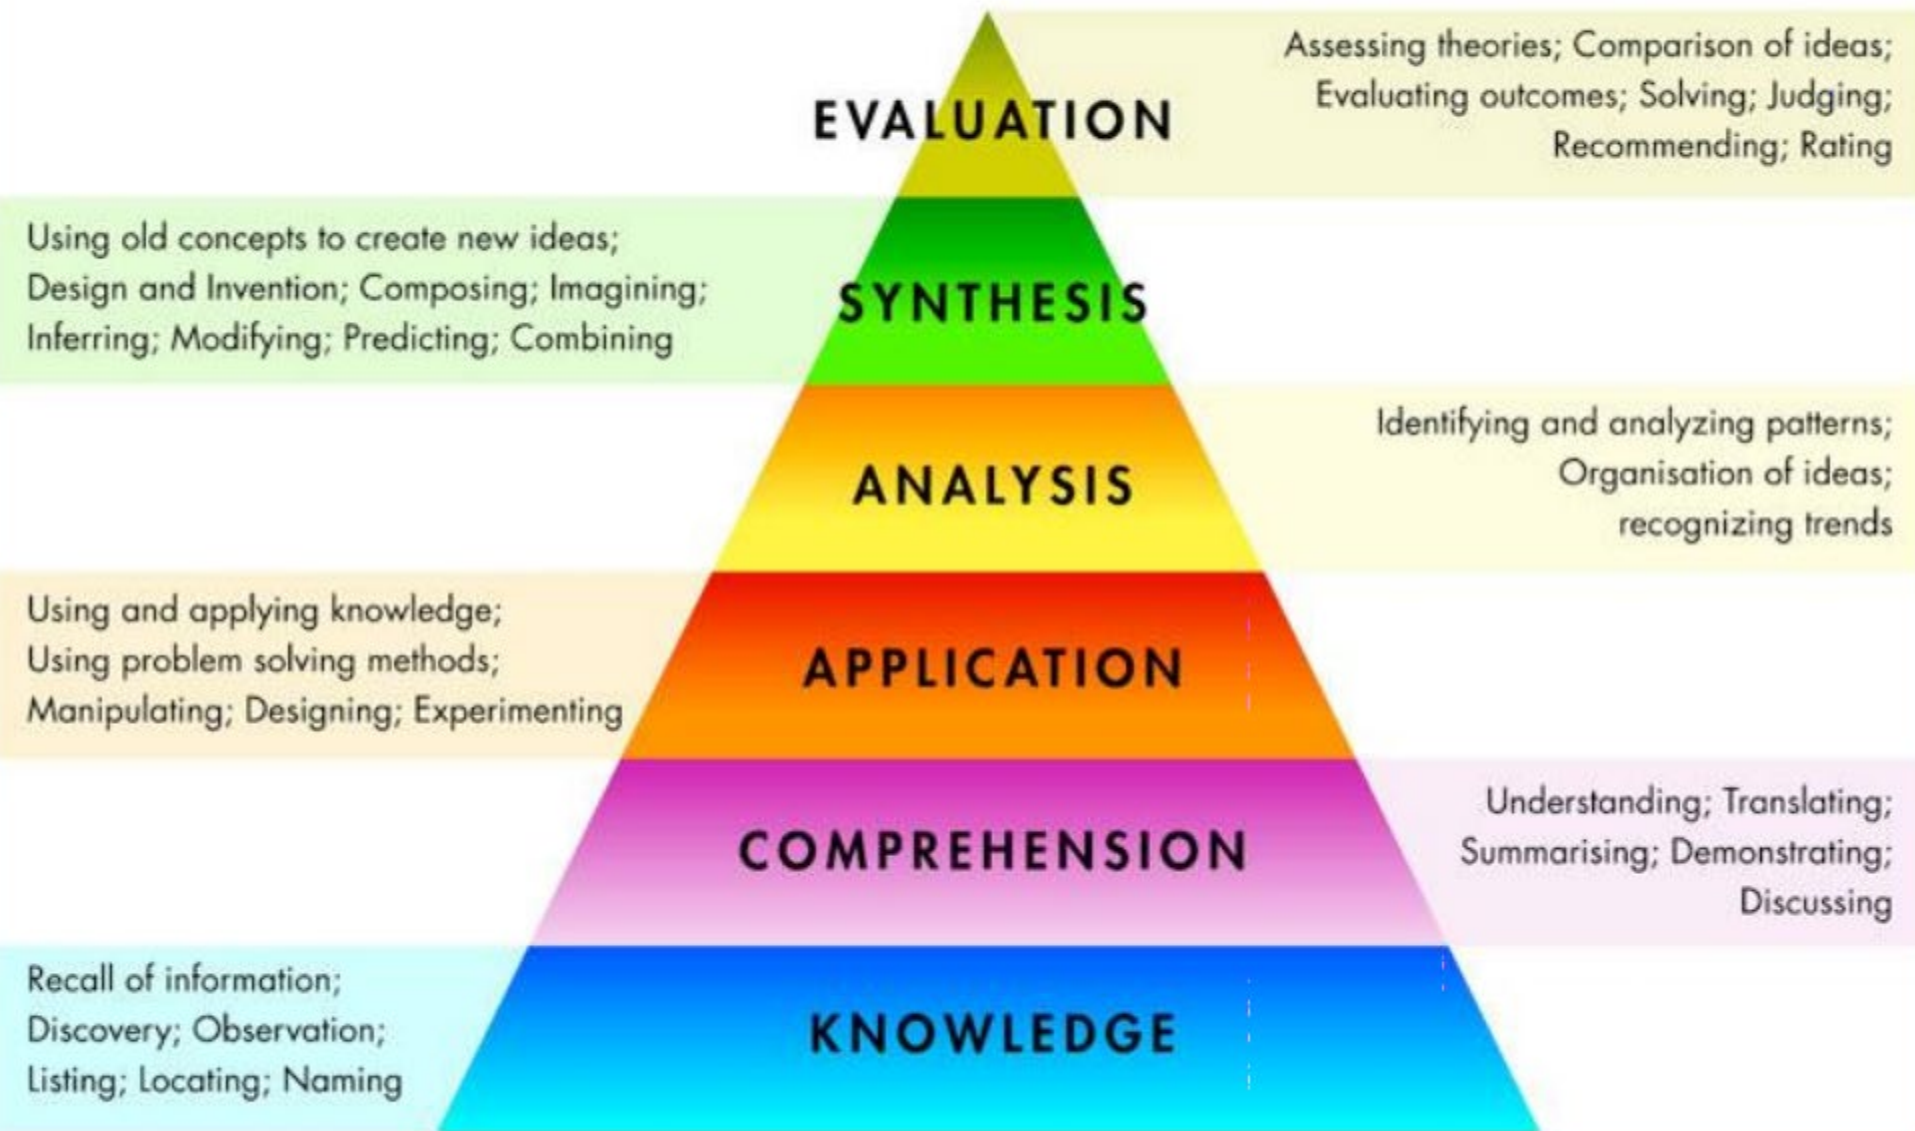 Assessing theories; Comparison of ideas;
Evaluating outcomes; Solving; Judging;
Recommending; Rating
EVALUATION
Using old concepts to create new ideas;
Design and Invention; Composing; Imagining;
Inferring; Modifying; Predicting; Combining
SYNTHESIS
Identifying and analyzing patterns;
Organisation of ideas;
recognizing trends
ANALYSIS
Using and applying knowledge;
Using problem solving methods;
Manipulating; Designing; Experimenting
APPLICATION
Understanding; Translating;
Summarising; Demonstrating;
Discussing
COMPREHENSION
Recall of information;
Discovery; Observation;
Listing; Locating; Naming
KNOWLEDGE